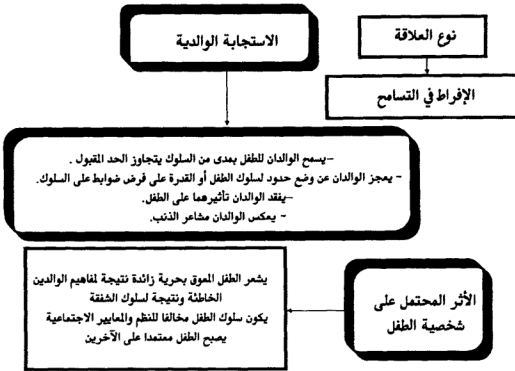 نوع العلاقة
الاستجابة الوالدية
الإفراط في التسامح
–يسمح الوالدان للطفل بمدى من السلوك يتجاوز الحد المقبول .
- يعجز الوالدان عن وضع حدود لسلوك الطفل أو القدرة على فرض ضوابط على السلوك.
–يفقد الوالدان تأثيرهما على الطفل.
- يعكس الوالدان مشاعر الذنب.
الأثر المحتمل على
شخصية الطفل
يشعر الطفل المعوق بحرية زائدة نتيجة لمفاهيم الوالدين
الخاطئة ونتيجة لسلوك الشفقة
يكون سلوك الطفل مخالفا للنظم والمعايير الاجتماعية
يصبح الطفل معتمدا على الآخرين